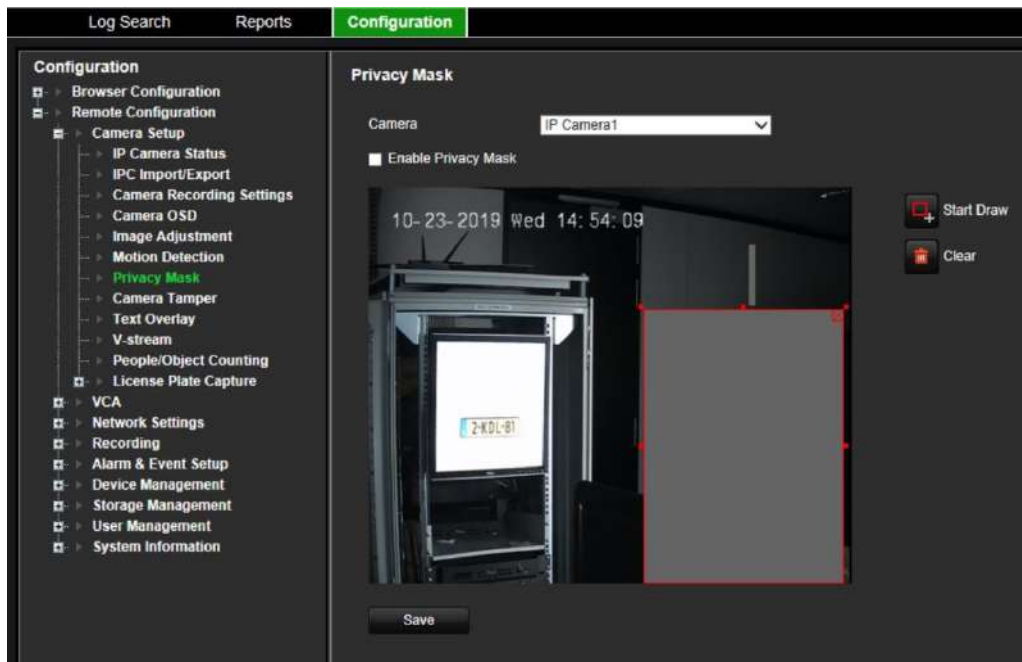 Log Search Reports Configuration
Configuration
Browser Configuration
Remote Configuration
Camera Setup
IP Camera Status
IPC Import/Export
Camera Recording Settings
Camera OSD
Image Adjustment
Motion Detection
Privacy Mask
Camera Tamper
Text Overlay
V-stream
People/Object Counting
License Plate Capture
VCA
Network Settings
Recording
Alarm & Event Setup
Device Management
Storage Management
User Management
System Information
Privacy Mask
Camera IP Camera1
Enable Privacy Mask
10-23-2019 Wed 14:54:09
2-KDL-81
Start Draw
Clear
Save